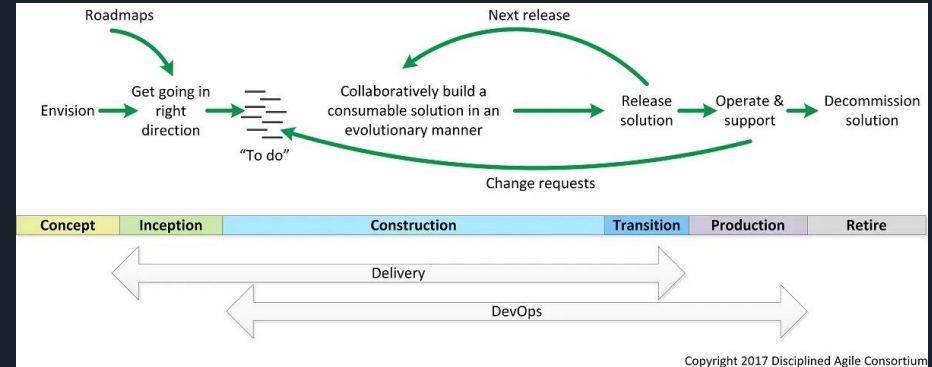 Roadmaps
Next release
Envision
Get going in
right
direction
“To do”
Collaboratively build a
consumable solution in an
evolutionary manner
Release
solution
Operate &
support
Decommission
solution
Change requests
Concept
Inception
Construction
Transition
Production
Retire
Delivery
DevOps
Copyright 2017 Disciplined Agile Consortium